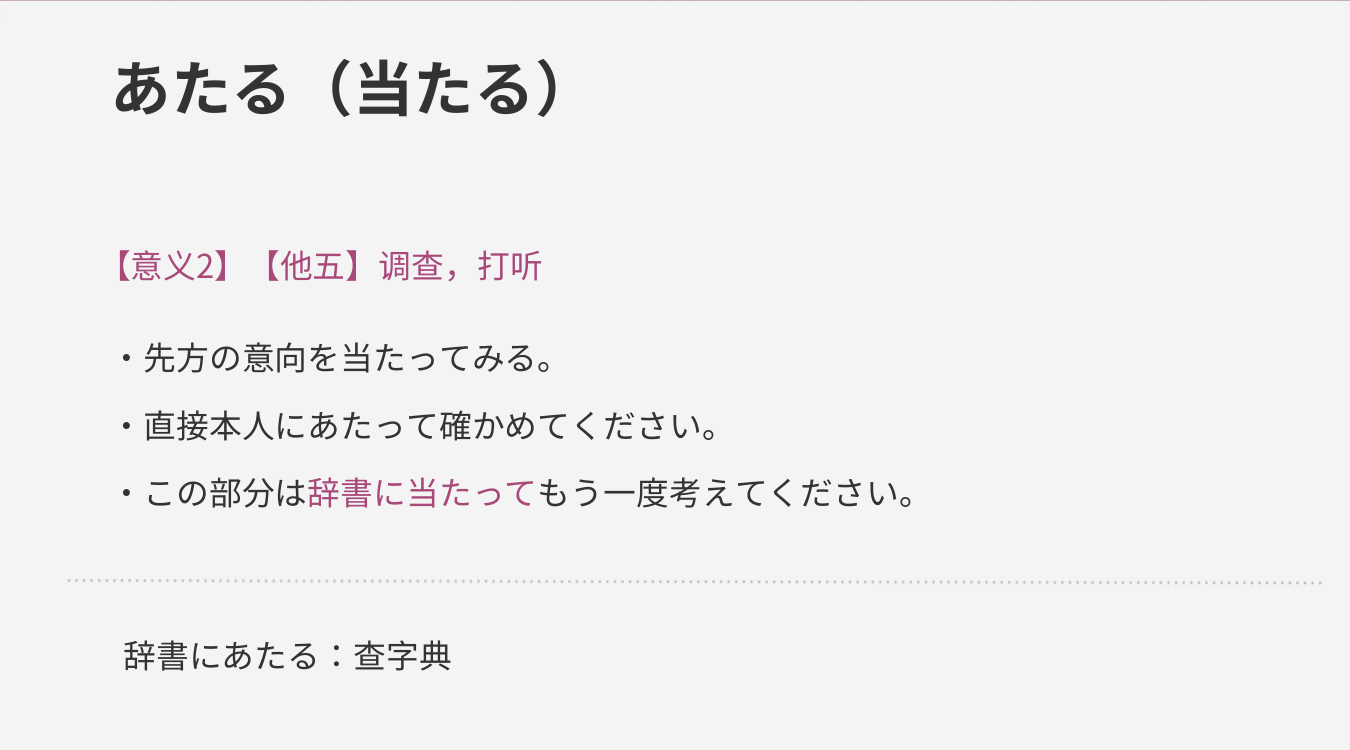 あたる（当たる）
【意义2】【他五】调查，打听
・先方の意向を当たってみる。
・直接本人にあたって確かめてください。
・この部分は辞書に当たってもう一度考えてください。
辞書にあたる：查字典